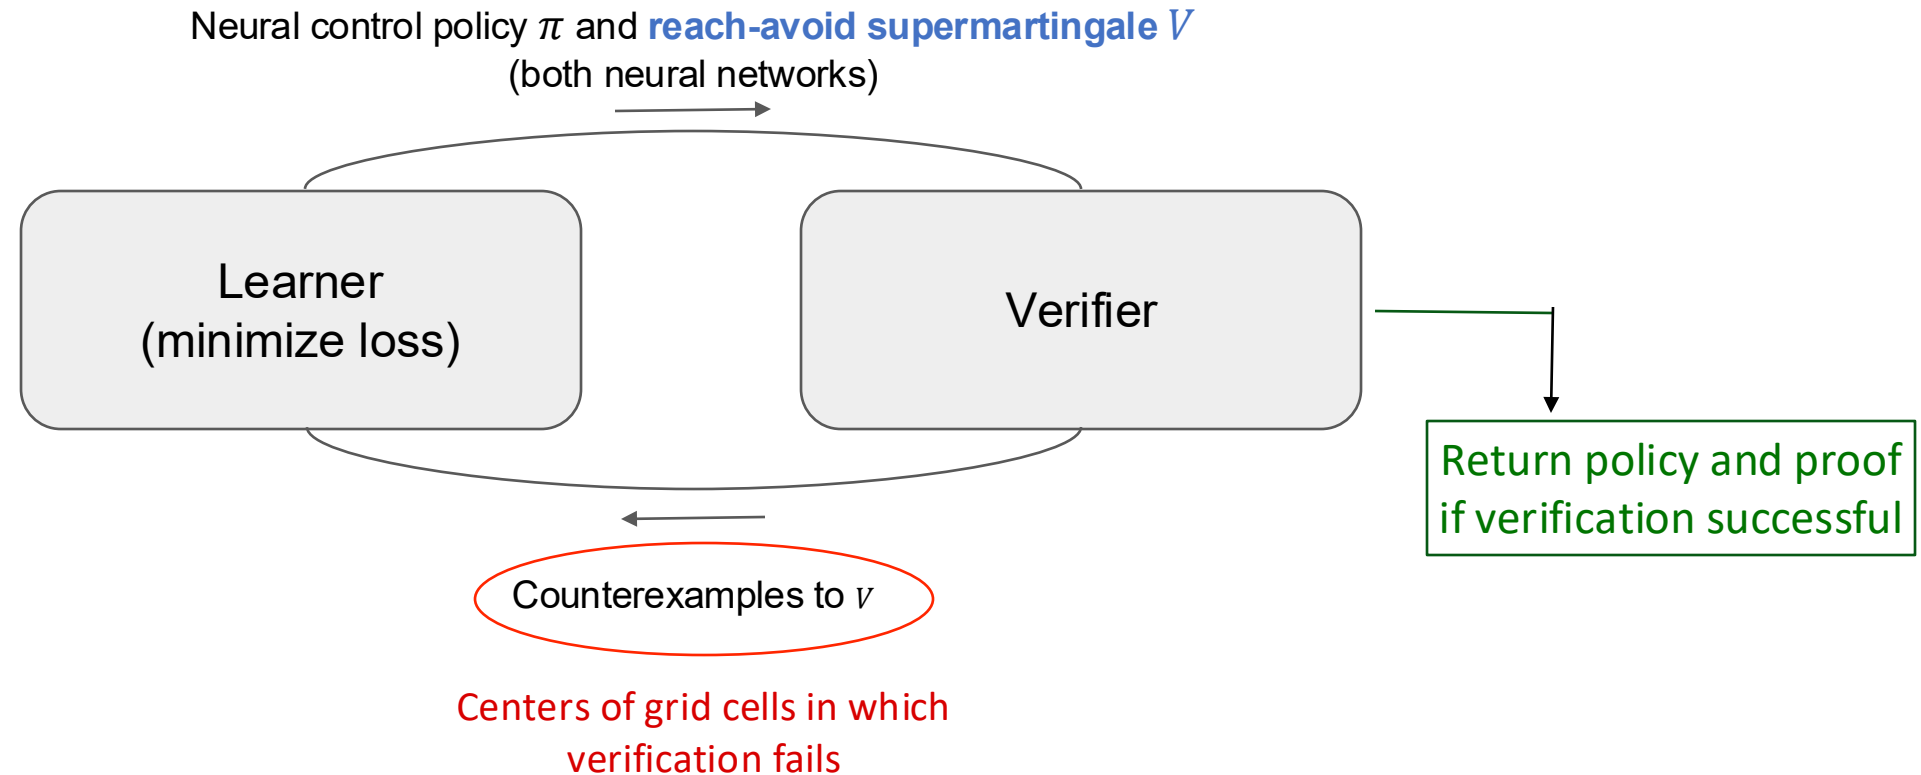 Neural control policy π and reach-avoid supermartingale V
(both neural networks)
Learner
(minimize loss)
Verifier
Return policy and proof
if verification successful
Counterexamples to V
Centers of grid cells in which
verification fails